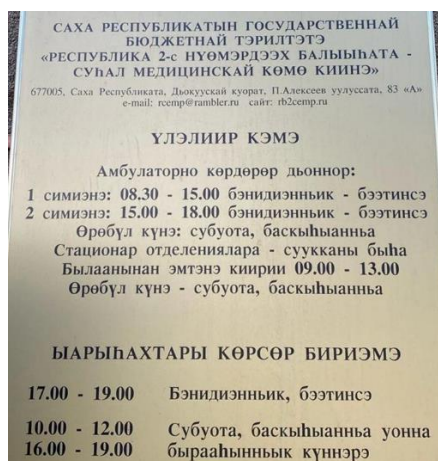 САХА РЕСПУБЛИКАТЫН ГОСУДАРСТВЕННАЙ
БЮДЖЕТНАЙ ТЭРИЛТЭТЭ
«РЕСПУБЛИКА 2-с НҮӨМЭРДЭЭХ БАЛЫЫҺАТА -
СУҺАЛ МЕДИЦИНСКАЙ КӨМӨ КИИНЭ»
677005, Саха Республиката, Дьокуускай куорат, П.Алексеев уулуссата, 83 «А»
e-mail: rcemp@rambler.ru сайт: rb2cemp.ru
ҮЛЭЛИИР КЭМЭ
Амбулаторно көрдөрөр дьоннор:
1 симиэнэ: 08.30 - 15.00 бэнидиэнньик - бээтинсэ
2 симиэнэ: 15.00 - 18.00 бэнидиэнньик - бээтинсэ
Өрөбүл күнэ: субуота, баскыһыанньа
Стационар отделениялара - суукканы быһа
Былаанынан эмтэнэ киирии 09.00 - 13.00
Өрөбүл күнэ - субуота, баскыһыанньа
ЫАРЫҺАХТАРЫ КӨРСӨР БИРИЭМЭ
17.00 - 19.00 Бэнидиэнньик, бээтинсэ
10.00 - 12.00 Субуота, баскыһыанньа уонна
16.00 - 19.00 бырааһынньык күннэрэ